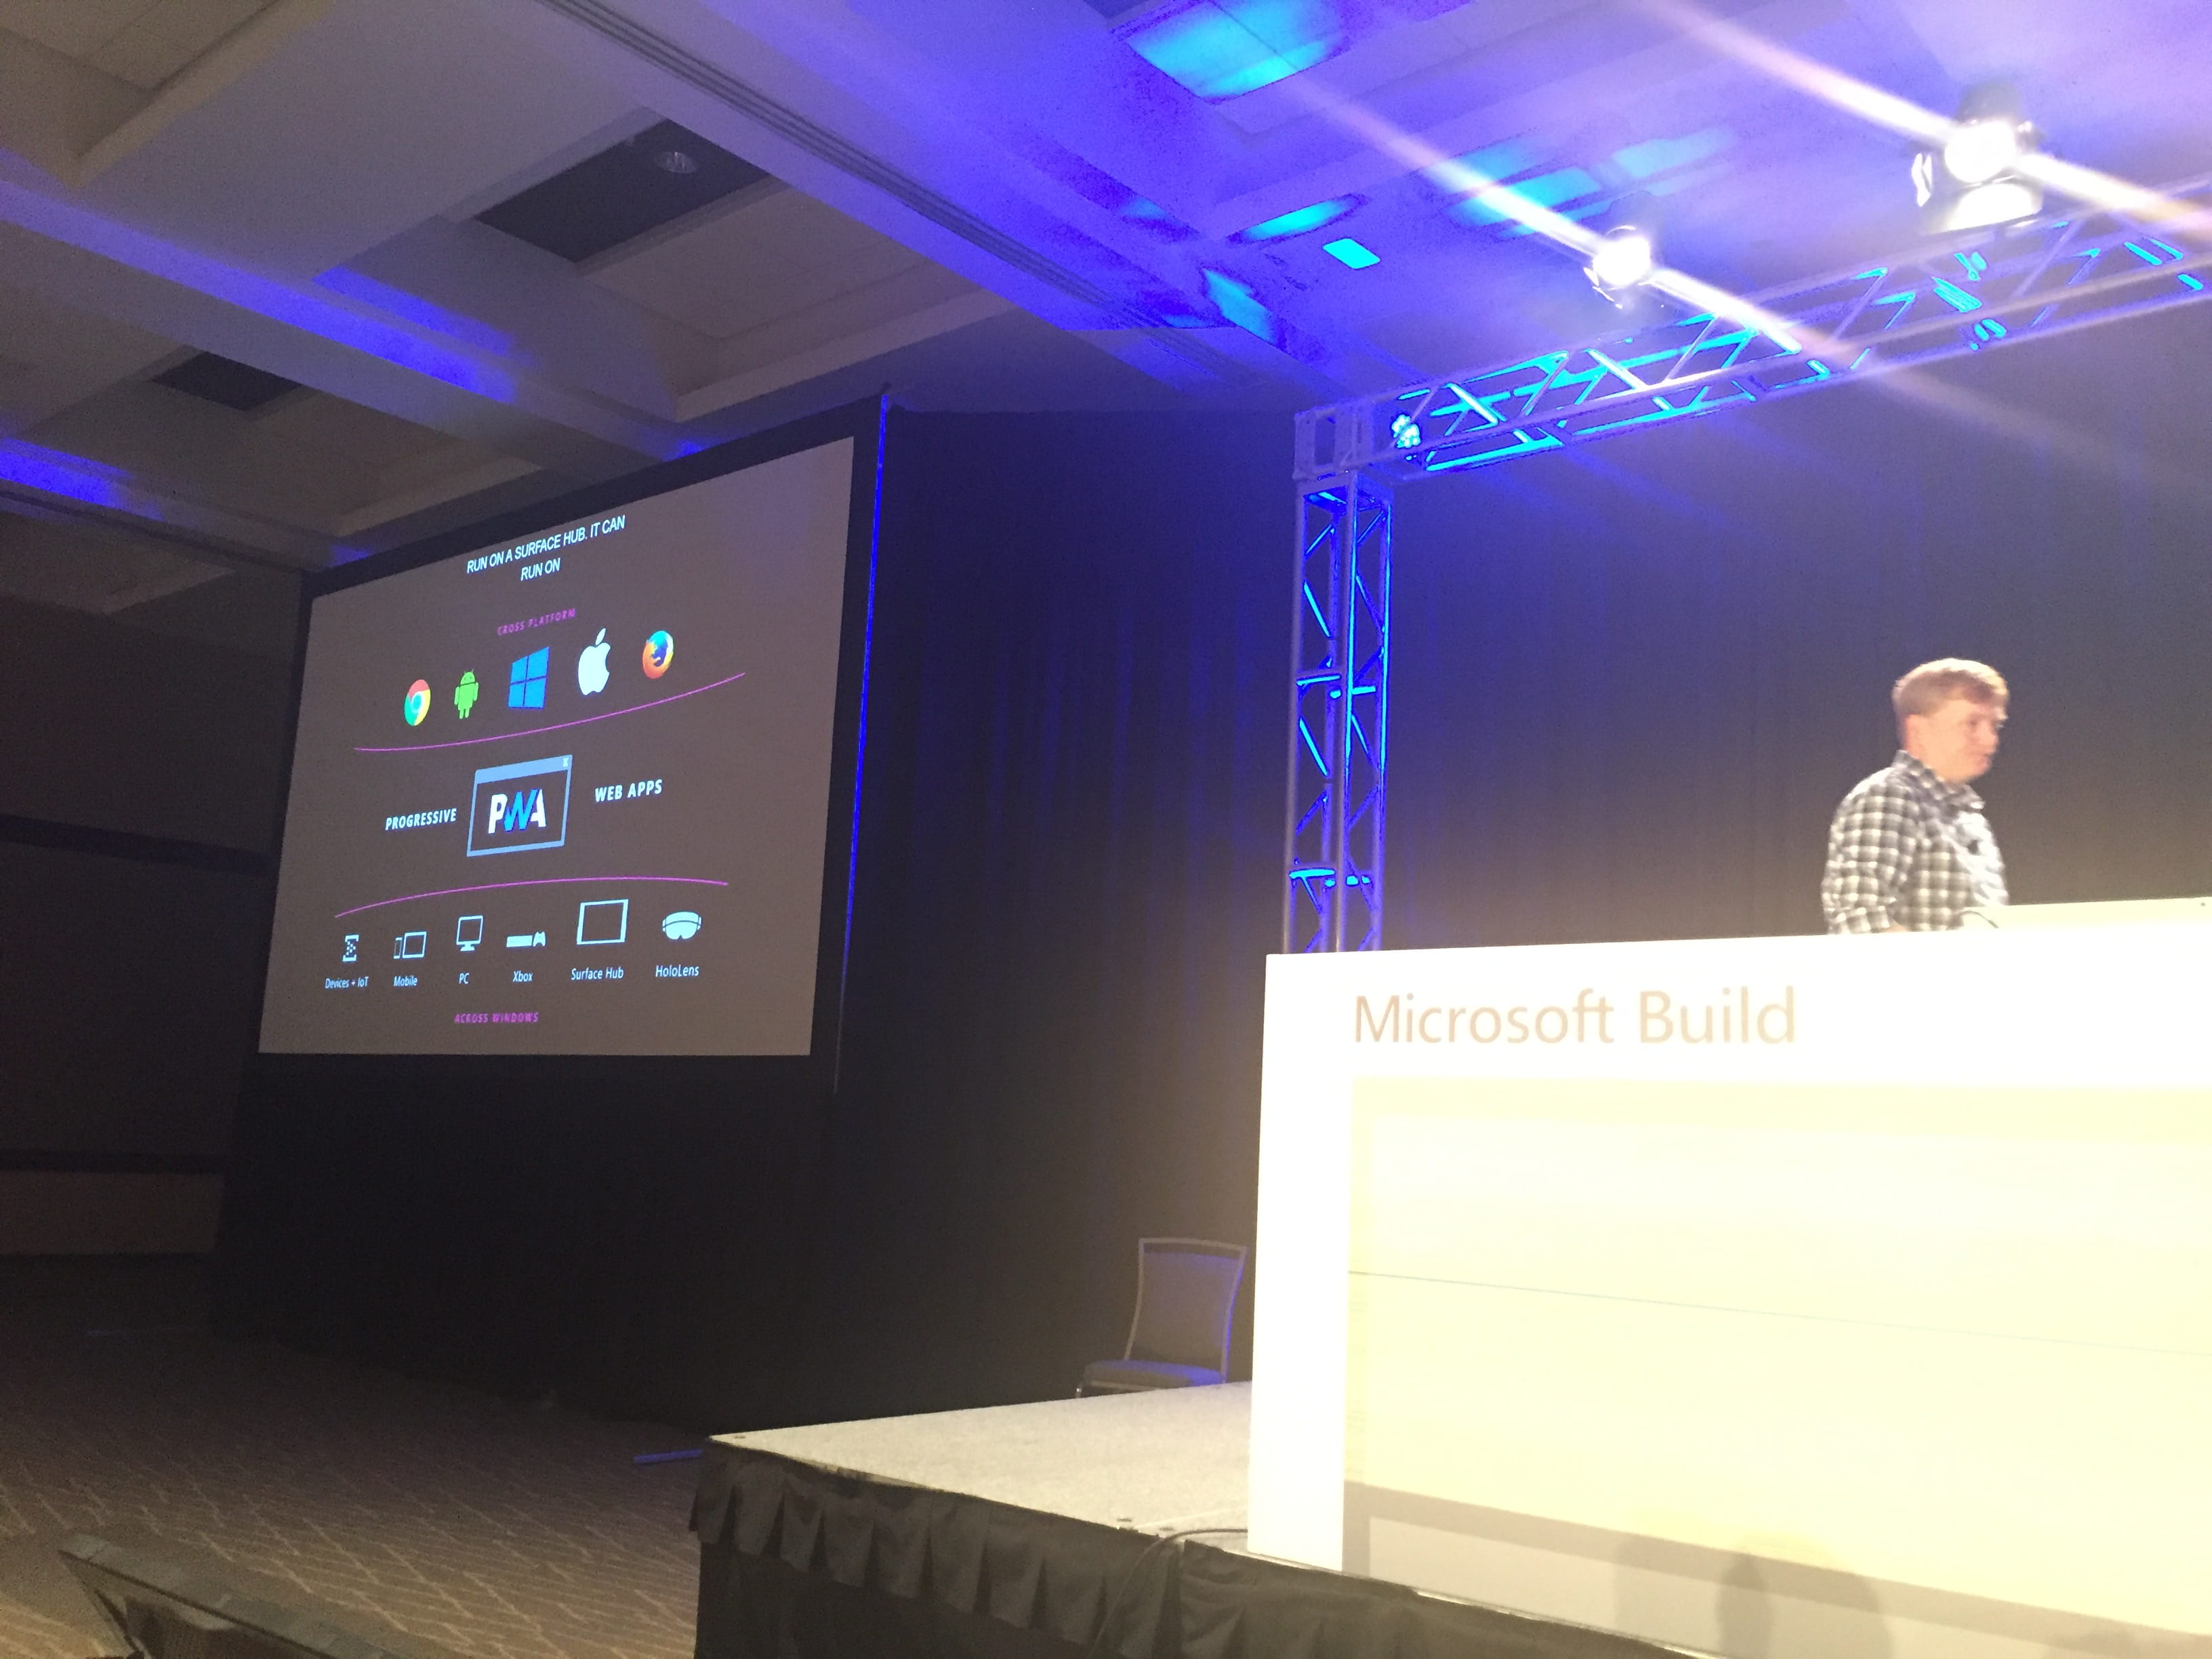 RUN ON A SURFACE HUB. IT CAN
RUN ON
CROSS PLATFORM
PROGRESSIVE
PWA
X
WEB APPS
Devices + IoT
Mobile
PC
Xbox
Surface Hub
HoloLens
ACROSS WINDOWS
Microsoft Build